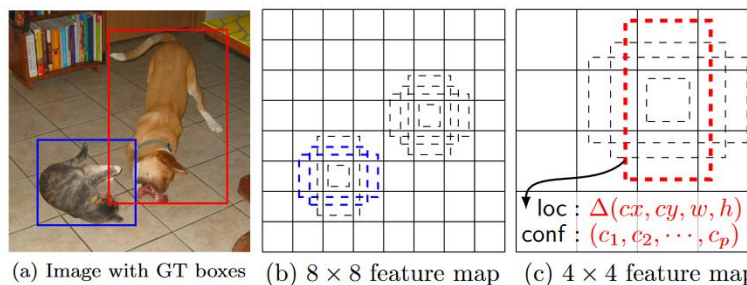 loc : Δ(cx, cy, w, h)
conf : (c₁, c₂, ⋯, cₚ)
(a) Image with GT boxes
(b) 8 × 8 feature map
(c) 4 × 4 feature map